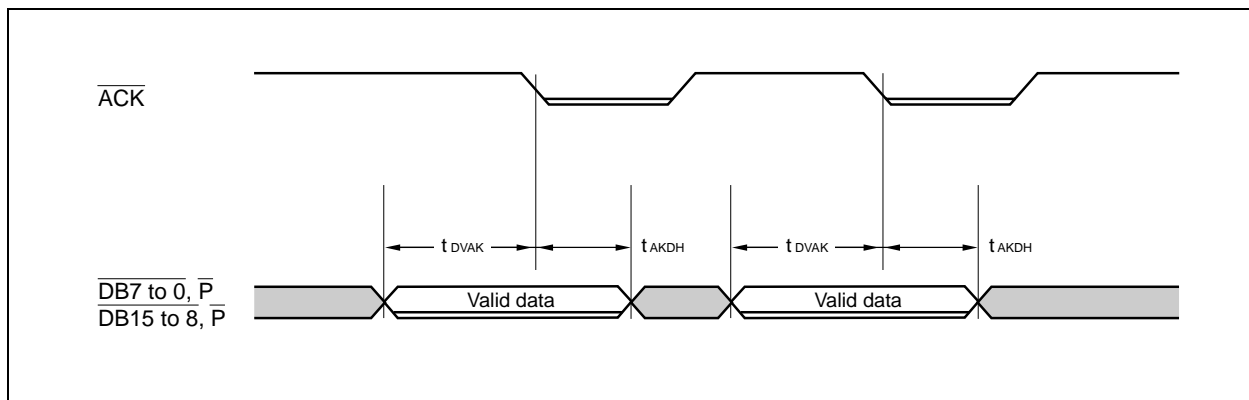 ACK
t DVAK
t AKDH
t DVAK
t AKDH
DB7 to 0, P
DB15 to 8, P
Valid data
Valid data